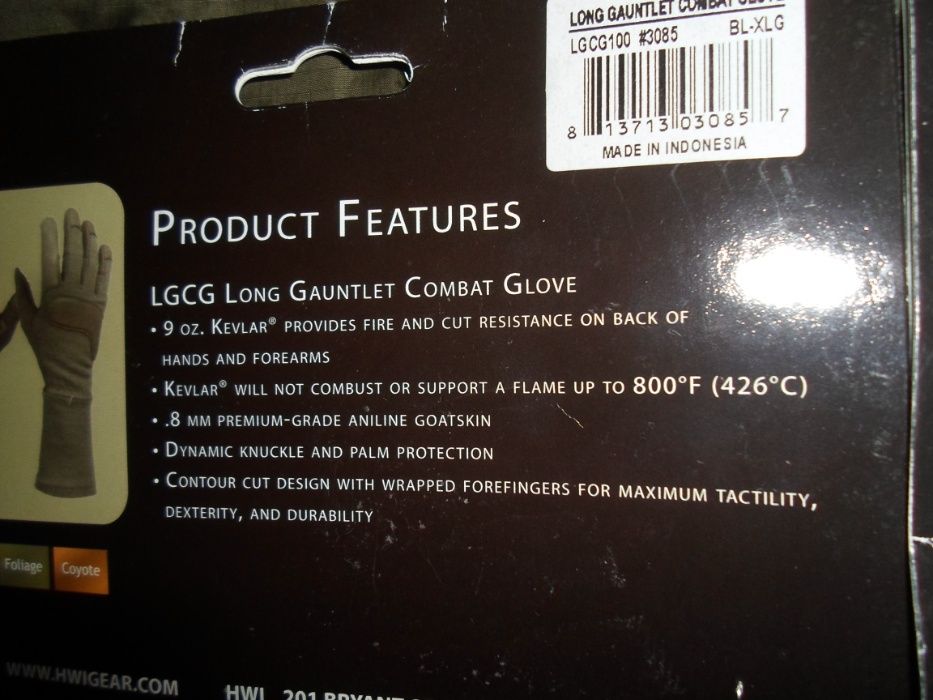 LONG GAUNTLET COMBAT GLOVE
LGCG100 #3085 BL-XLG
8 13713 03085 7
MADE IN INDONESIA
PRODUCT FEATURES
LGCG LONG GAUNTLET COMBAT GLOVE
• 9 OZ. KEVLAR® PROVIDES FIRE AND CUT RESISTANCE ON BACK OF
HANDS AND FOREARMS
• KEVLAR® WILL NOT COMBUST OR SUPPORT A FLAME UP TO 800°F (426°C)
• .8 MM PREMIUM-GRADE ANILINE GOATSKIN
• DYNAMIC KNUCKLE AND PALM PROTECTION
• CONTOUR CUT DESIGN WITH WRAPPED FOREFINGERS FOR MAXIMUM TACTILITY,
DEXTERITY, AND DURABILITY
Foliage Coyote
WWW.HWIGEAR.COM
HWI 201 BRYANT